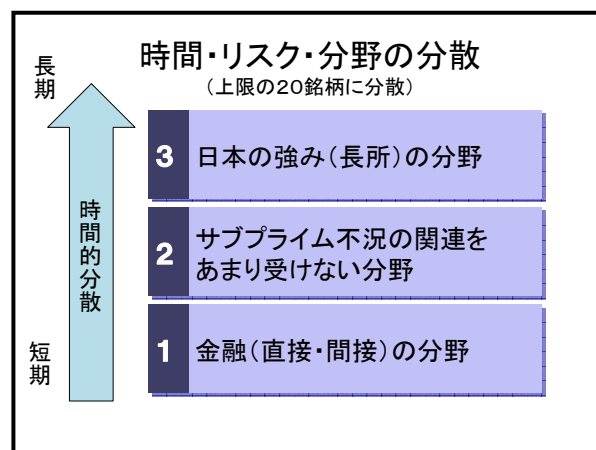 時間・リスク・分野の分散
(上限の20銘柄に分散)
長期
時間的分散
短期
3 日本の強み(長所)の分野
2 サブプライム不況の関連を
あまり受けない分野
1 金融(直接・間接)の分野